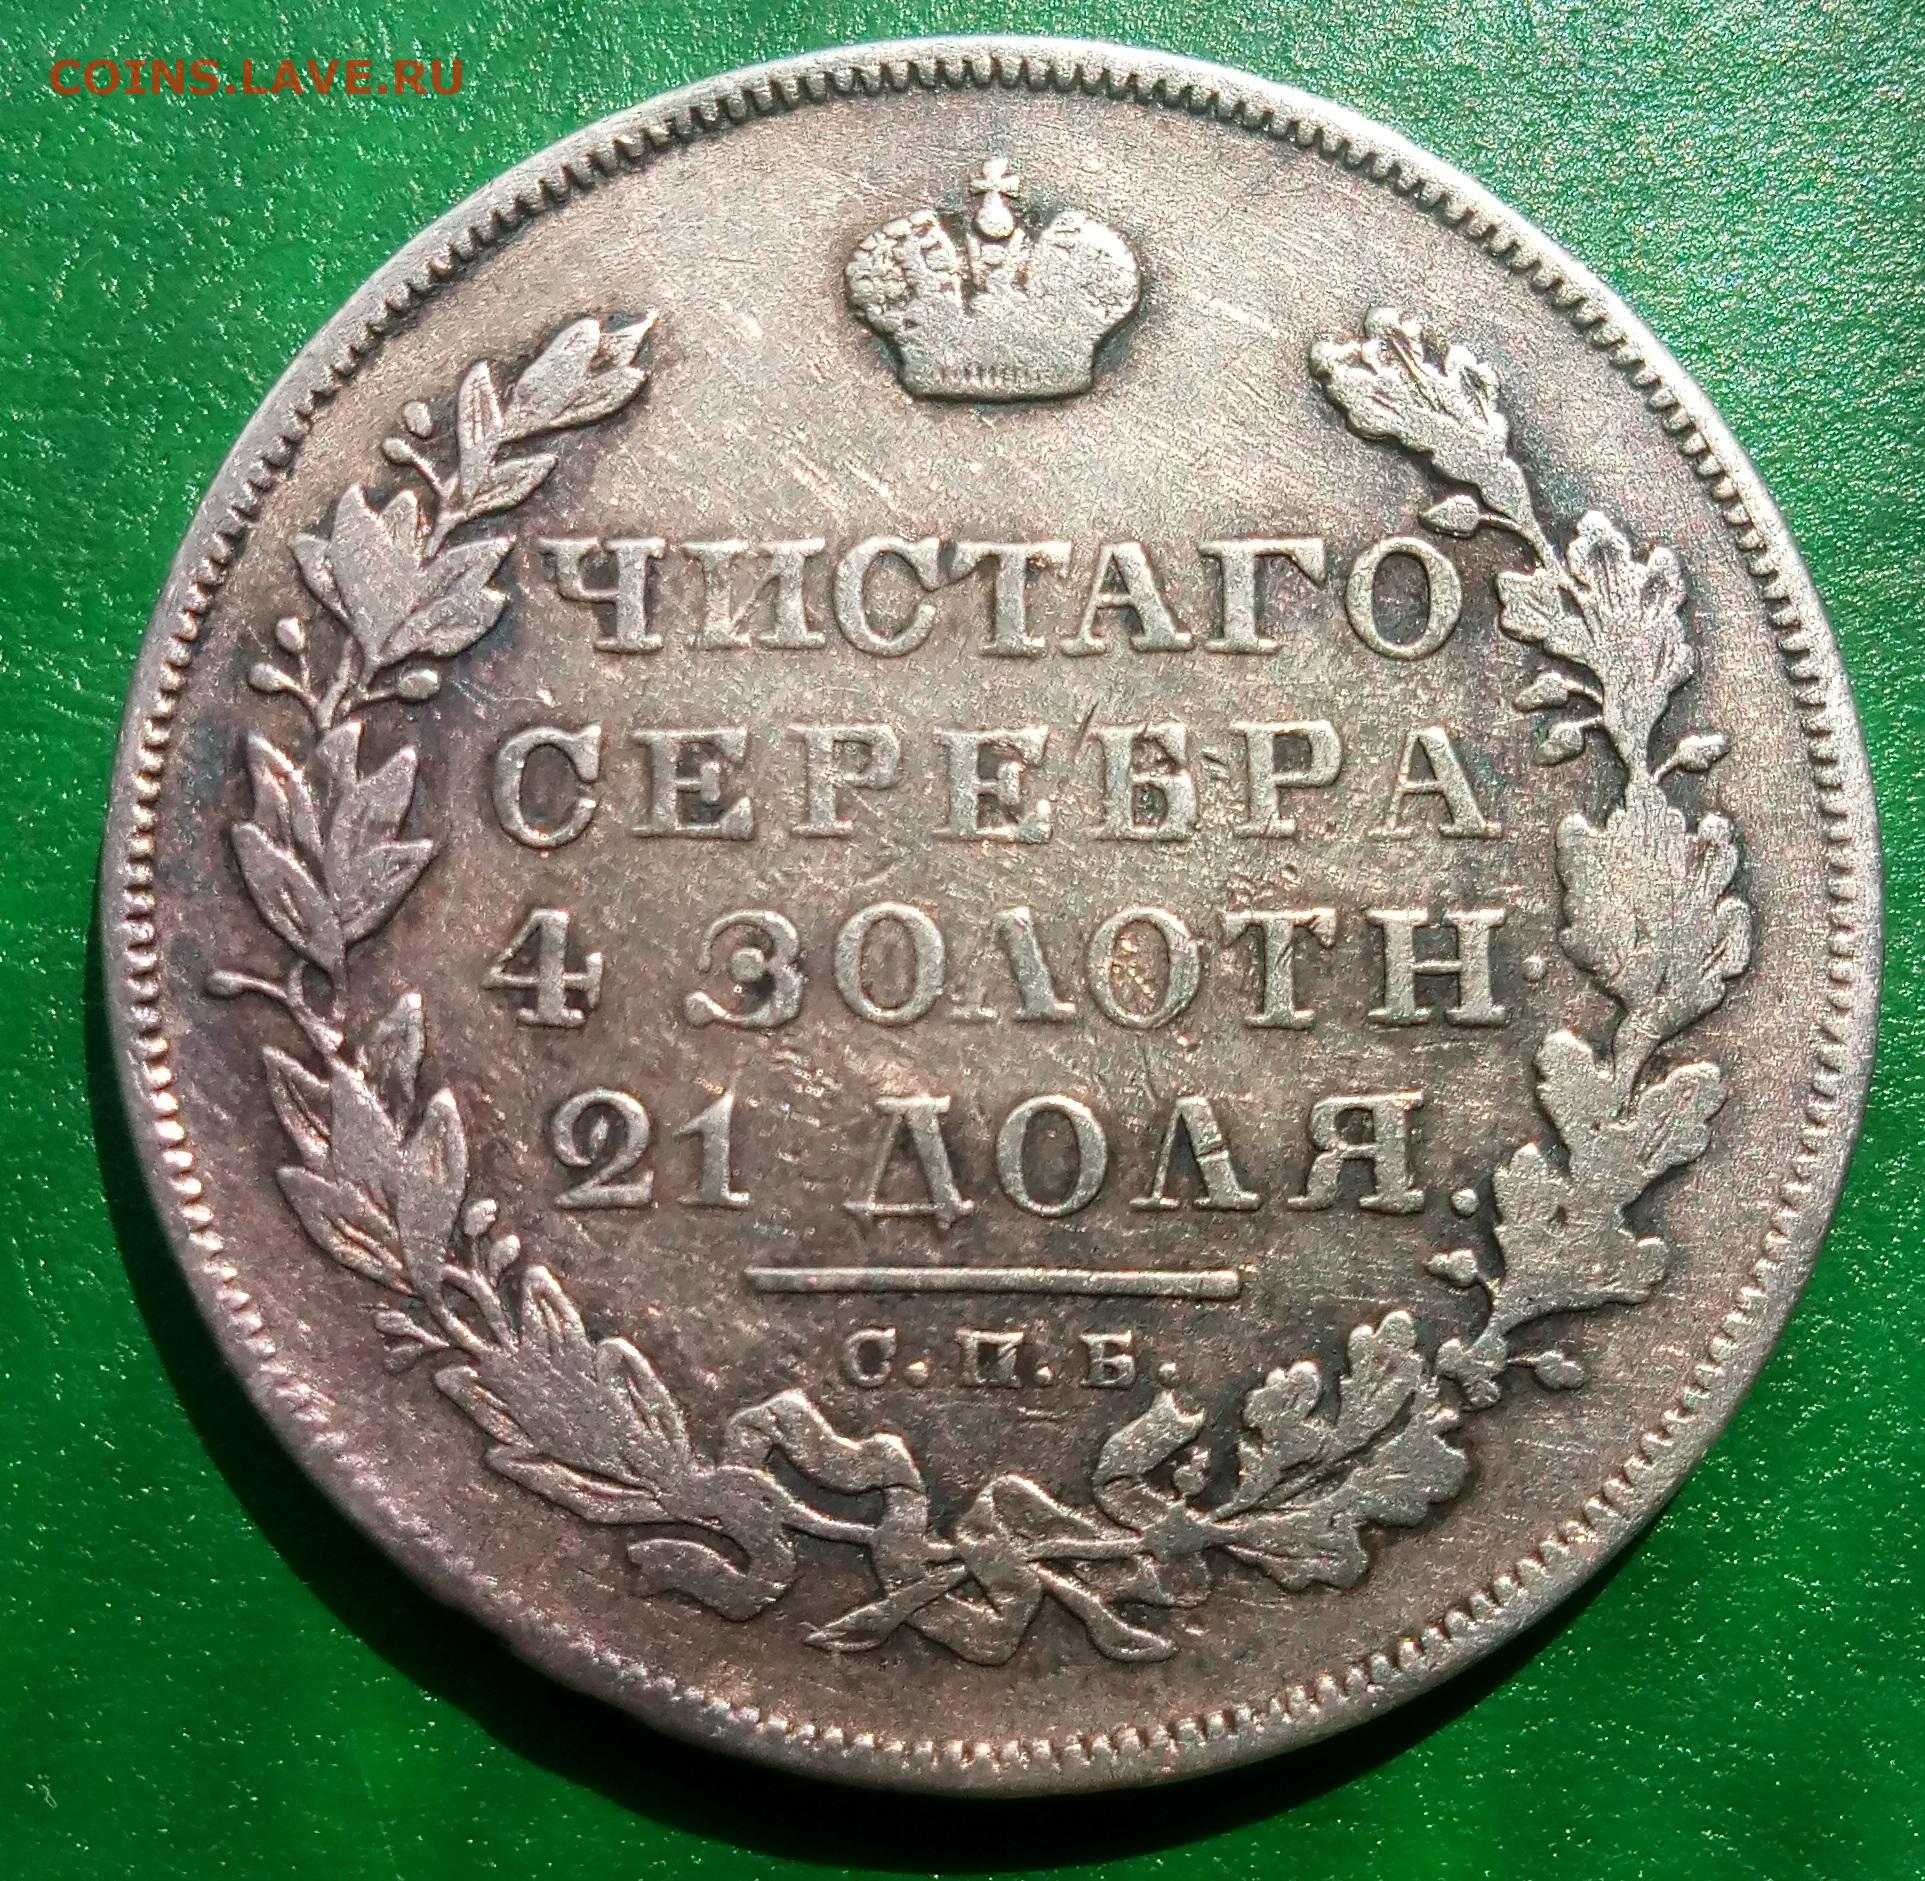 COINS.LAVE.RU
ЧИСТАГО
СЕРЕБРА
4 ЗОЛОТН.
21 ДОЛЯ.
С.П.Б.